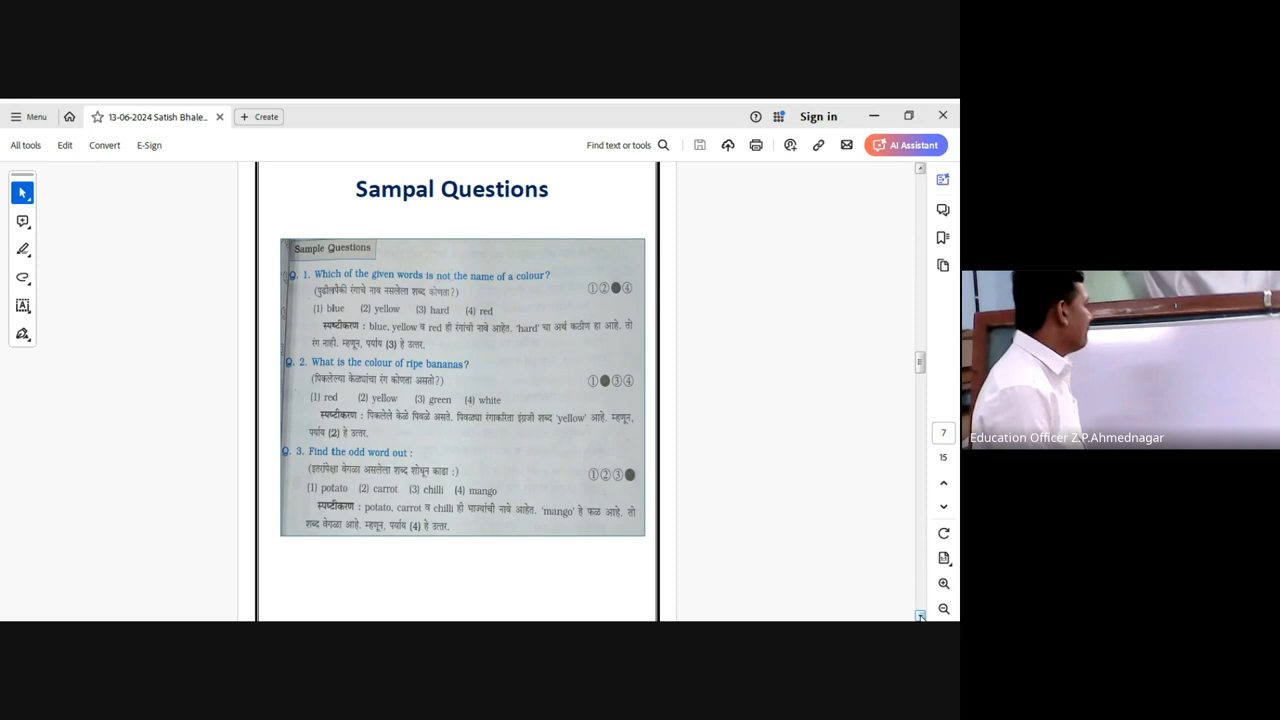 Menu
13-06-2024 Satish Bhale...
Create
Sign in
All tools Edit Convert E-Sign
Find text or tools
AI Assistant
Sampal Questions
Sample Questions
Q. 1. Which of the given words is not the name of a colour?
(पुढीलपैकी रंगाचे नाव नसलेला शब्द कोणता?)
①②●④
(1) blue (2) yellow (3) hard (4) red
स्पष्टीकरण : blue, yellow व red ही रंगांची नावे आहेत. 'hard' चा अर्थ कठीण हा आहे. तो
रंग नाही. म्हणून, पर्याय (3) हे उत्तर.
Q. 2. What is the colour of ripe bananas?
(पिकलेल्या केळ्यांचा रंग कोणता असतो?)
①●③④
(1) red (2) yellow (3) green (4) white
स्पष्टीकरण : पिकलेले केळे पिवळे असते. पिवळ्या रंगाकरिता इंग्रजी शब्द 'yellow' आहे. म्हणून,
पर्याय (2) हे उत्तर.
Q. 3. Find the odd word out :
(इतरांपेक्षा वेगळा असलेला शब्द शोधून काढा :)
①②③●
(1) potato (2) carrot (3) chilli (4) mango
स्पष्टीकरण : potato, carrot व chilli ही भाज्यांची नावे आहेत. 'mango' हे फळ आहे. तो
शब्द वेगळा आहे. म्हणून, पर्याय (4) हे उत्तर.
7
15
Education Officer Z.P.Ahmednagar